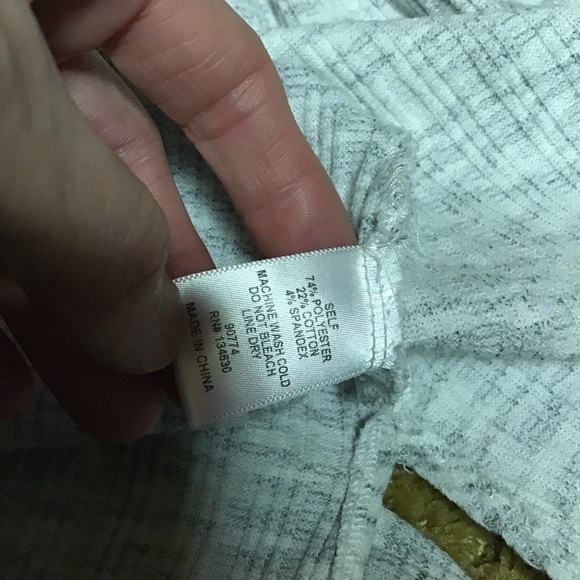 SELF
74% POLYESTER
22% COTTON
4% SPANDEX
MACHINE WASH COLD
DO NOT BLEACH
LINE DRY
90774
RN# 134630
MADE IN CHINA